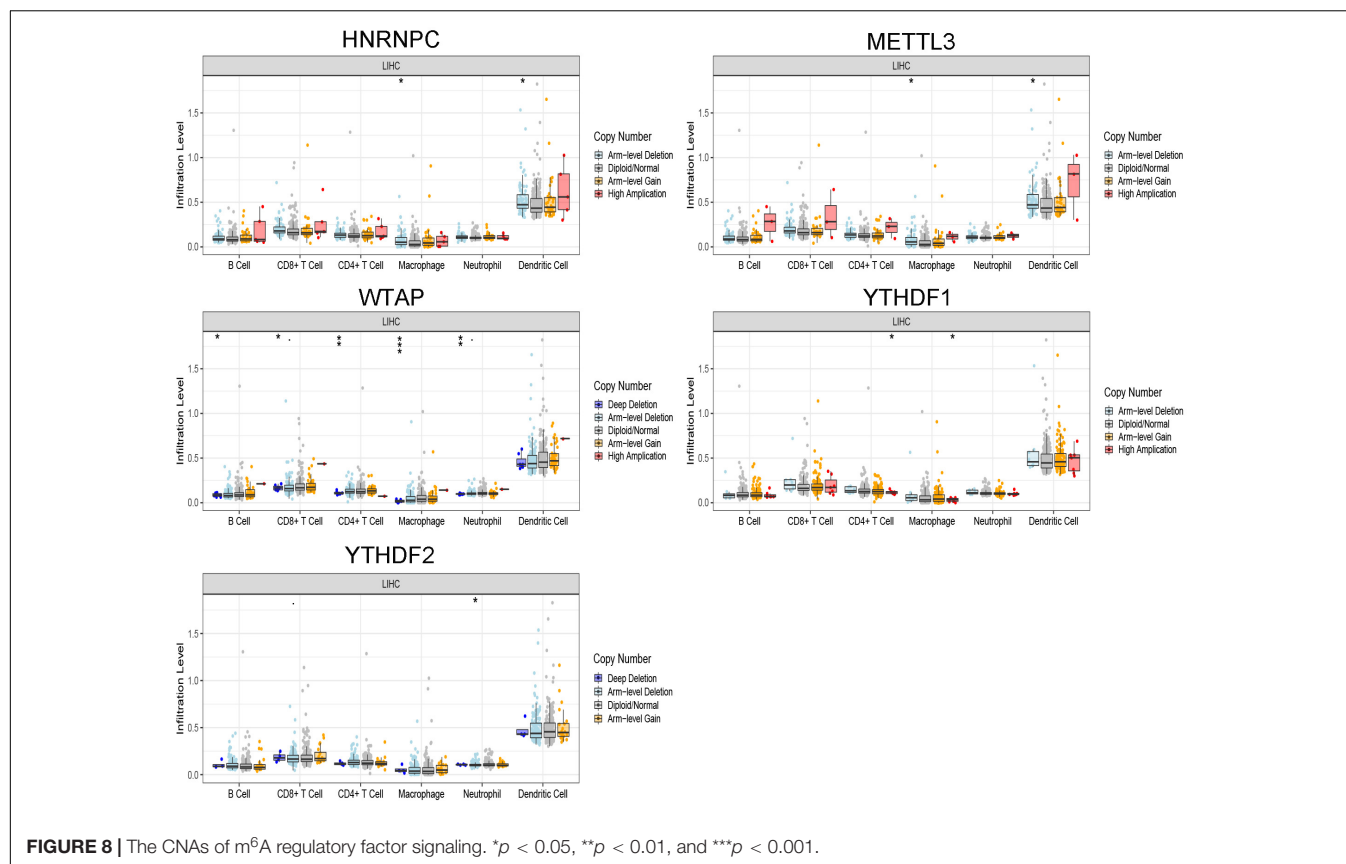 HNRNPC
LIHC
* *
Infiltration Level
1.5
1.0
0.5
0.0
B Cell CD8+ T Cell CD4+ T Cell Macrophage Neutrophil Dendritic Cell
Copy Number
Arm-level Deletion
Diploid/Normal
Arm-level Gain
High Amplication
METTL3
LIHC
* *
Infiltration Level
1.5
1.0
0.5
0.0
B Cell CD8+ T Cell CD4+ T Cell Macrophage Neutrophil Dendritic Cell
Copy Number
Arm-level Deletion
Diploid/Normal
Arm-level Gain
High Amplication
WTAP
LIHC
* * . ** *** ** .
Infiltration Level
1.5
1.0
0.5
0.0
B Cell CD8+ T Cell CD4+ T Cell Macrophage Neutrophil Dendritic Cell
Copy Number
Deep Deletion
Arm-level Deletion
Diploid/Normal
Arm-level Gain
High Amplication
YTHDF1
LIHC
* *
Infiltration Level
1.5
1.0
0.5
0.0
B Cell CD8+ T Cell CD4+ T Cell Macrophage Neutrophil Dendritic Cell
Copy Number
Arm-level Deletion
Diploid/Normal
Arm-level Gain
High Amplication
YTHDF2
LIHC
. *
Infiltration Level
1.5
1.0
0.5
0.0
B Cell CD8+ T Cell CD4+ T Cell Macrophage Neutrophil Dendritic Cell
Copy Number
Deep Deletion
Arm-level Deletion
Diploid/Normal
Arm-level Gain
FIGURE 8 | The CNAs of m⁶A regulatory factor signaling. *p < 0.05, **p < 0.01, and ***p < 0.001.